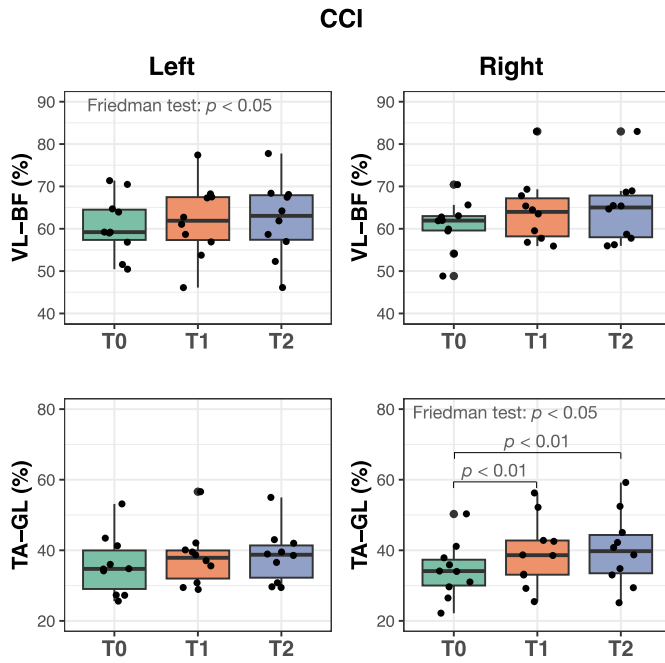 CCI
Left
Right
VL−BF (%)
90
80
70
60
50
40
Friedman test: p < 0.05
T0
T1
T2
VL−BF (%)
90
80
70
60
50
40
T0
T1
T2
TA−GL (%)
80
60
40
20
T0
T1
T2
TA−GL (%)
80
60
40
20
Friedman test: p < 0.05
p < 0.01
p < 0.01
T0
T1
T2